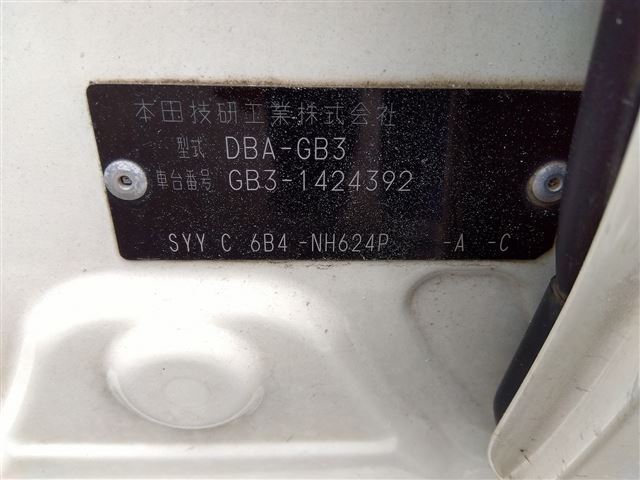 本田技研工業株式会社
型式 DBA-GB3
車台番号 GB3-1424392
SYY C 6B4 -NH624P -A -C